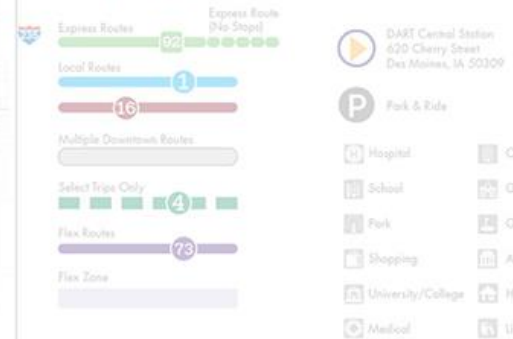 Express Route
(No Stops)
Express Routes
92
Local Routes
1
16
Multiple Downtown Routes
Select Trips Only
4
Flex Routes
73
Flex Zone
DART Central Station
620 Cherry Street
Des Moines, IA 50309
P
Park & Ride
H
Hospital
School
Park
Shopping
University/College
Medical